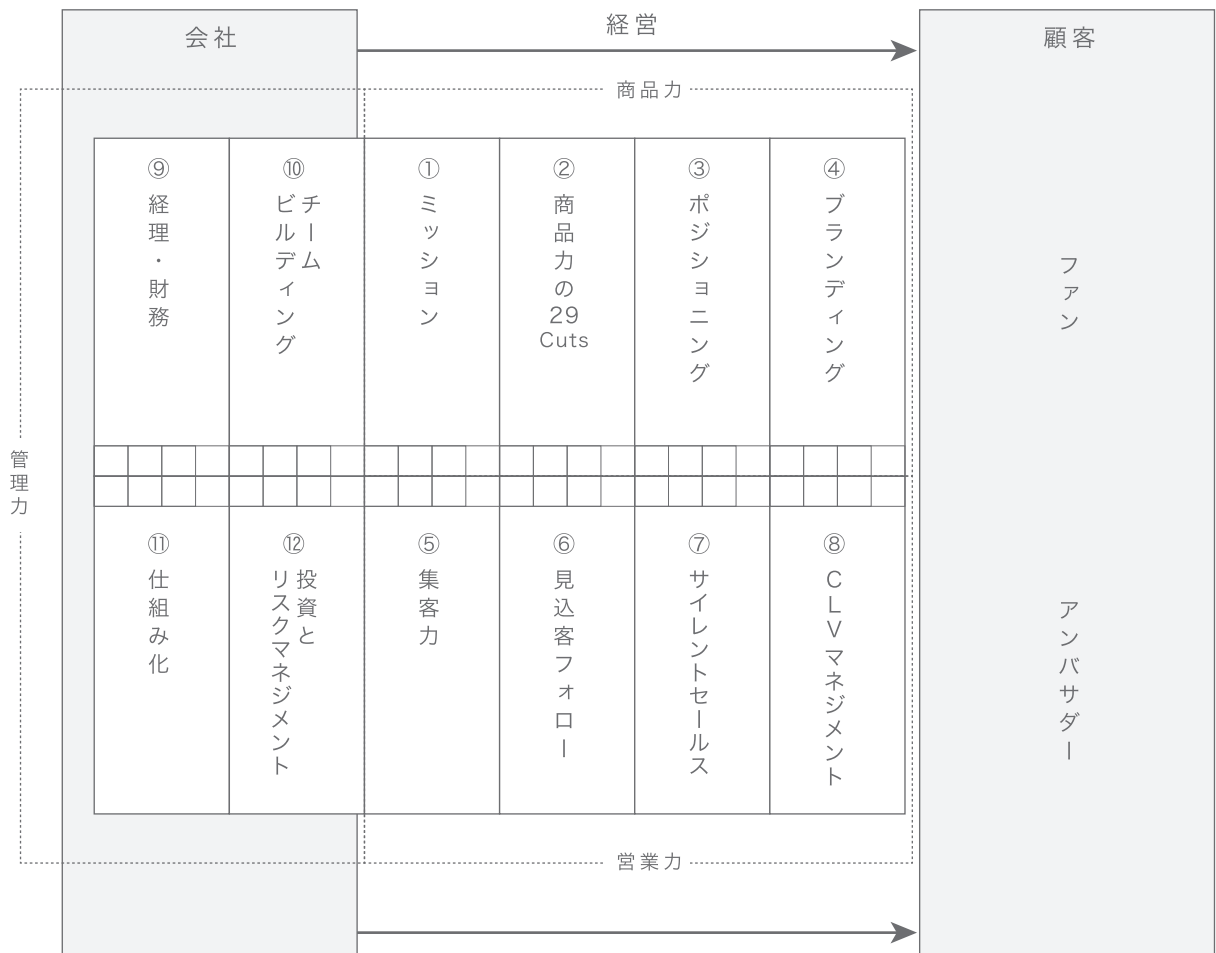 会社
経営
顧客
商品力
⑨
経理・財務
⑩
チーム
ビルディング
①
ミッション
②
商品力の
29
Cuts
③
ポジショニング
④
ブランディング
ファン
管理力
⑪
仕組み化
⑫
投資と
リスクマネジメント
⑤
集客力
⑥
見込客フォロー
⑦
サイレントセールス
⑧
CLVマネジメント
アンバサダー
営業力